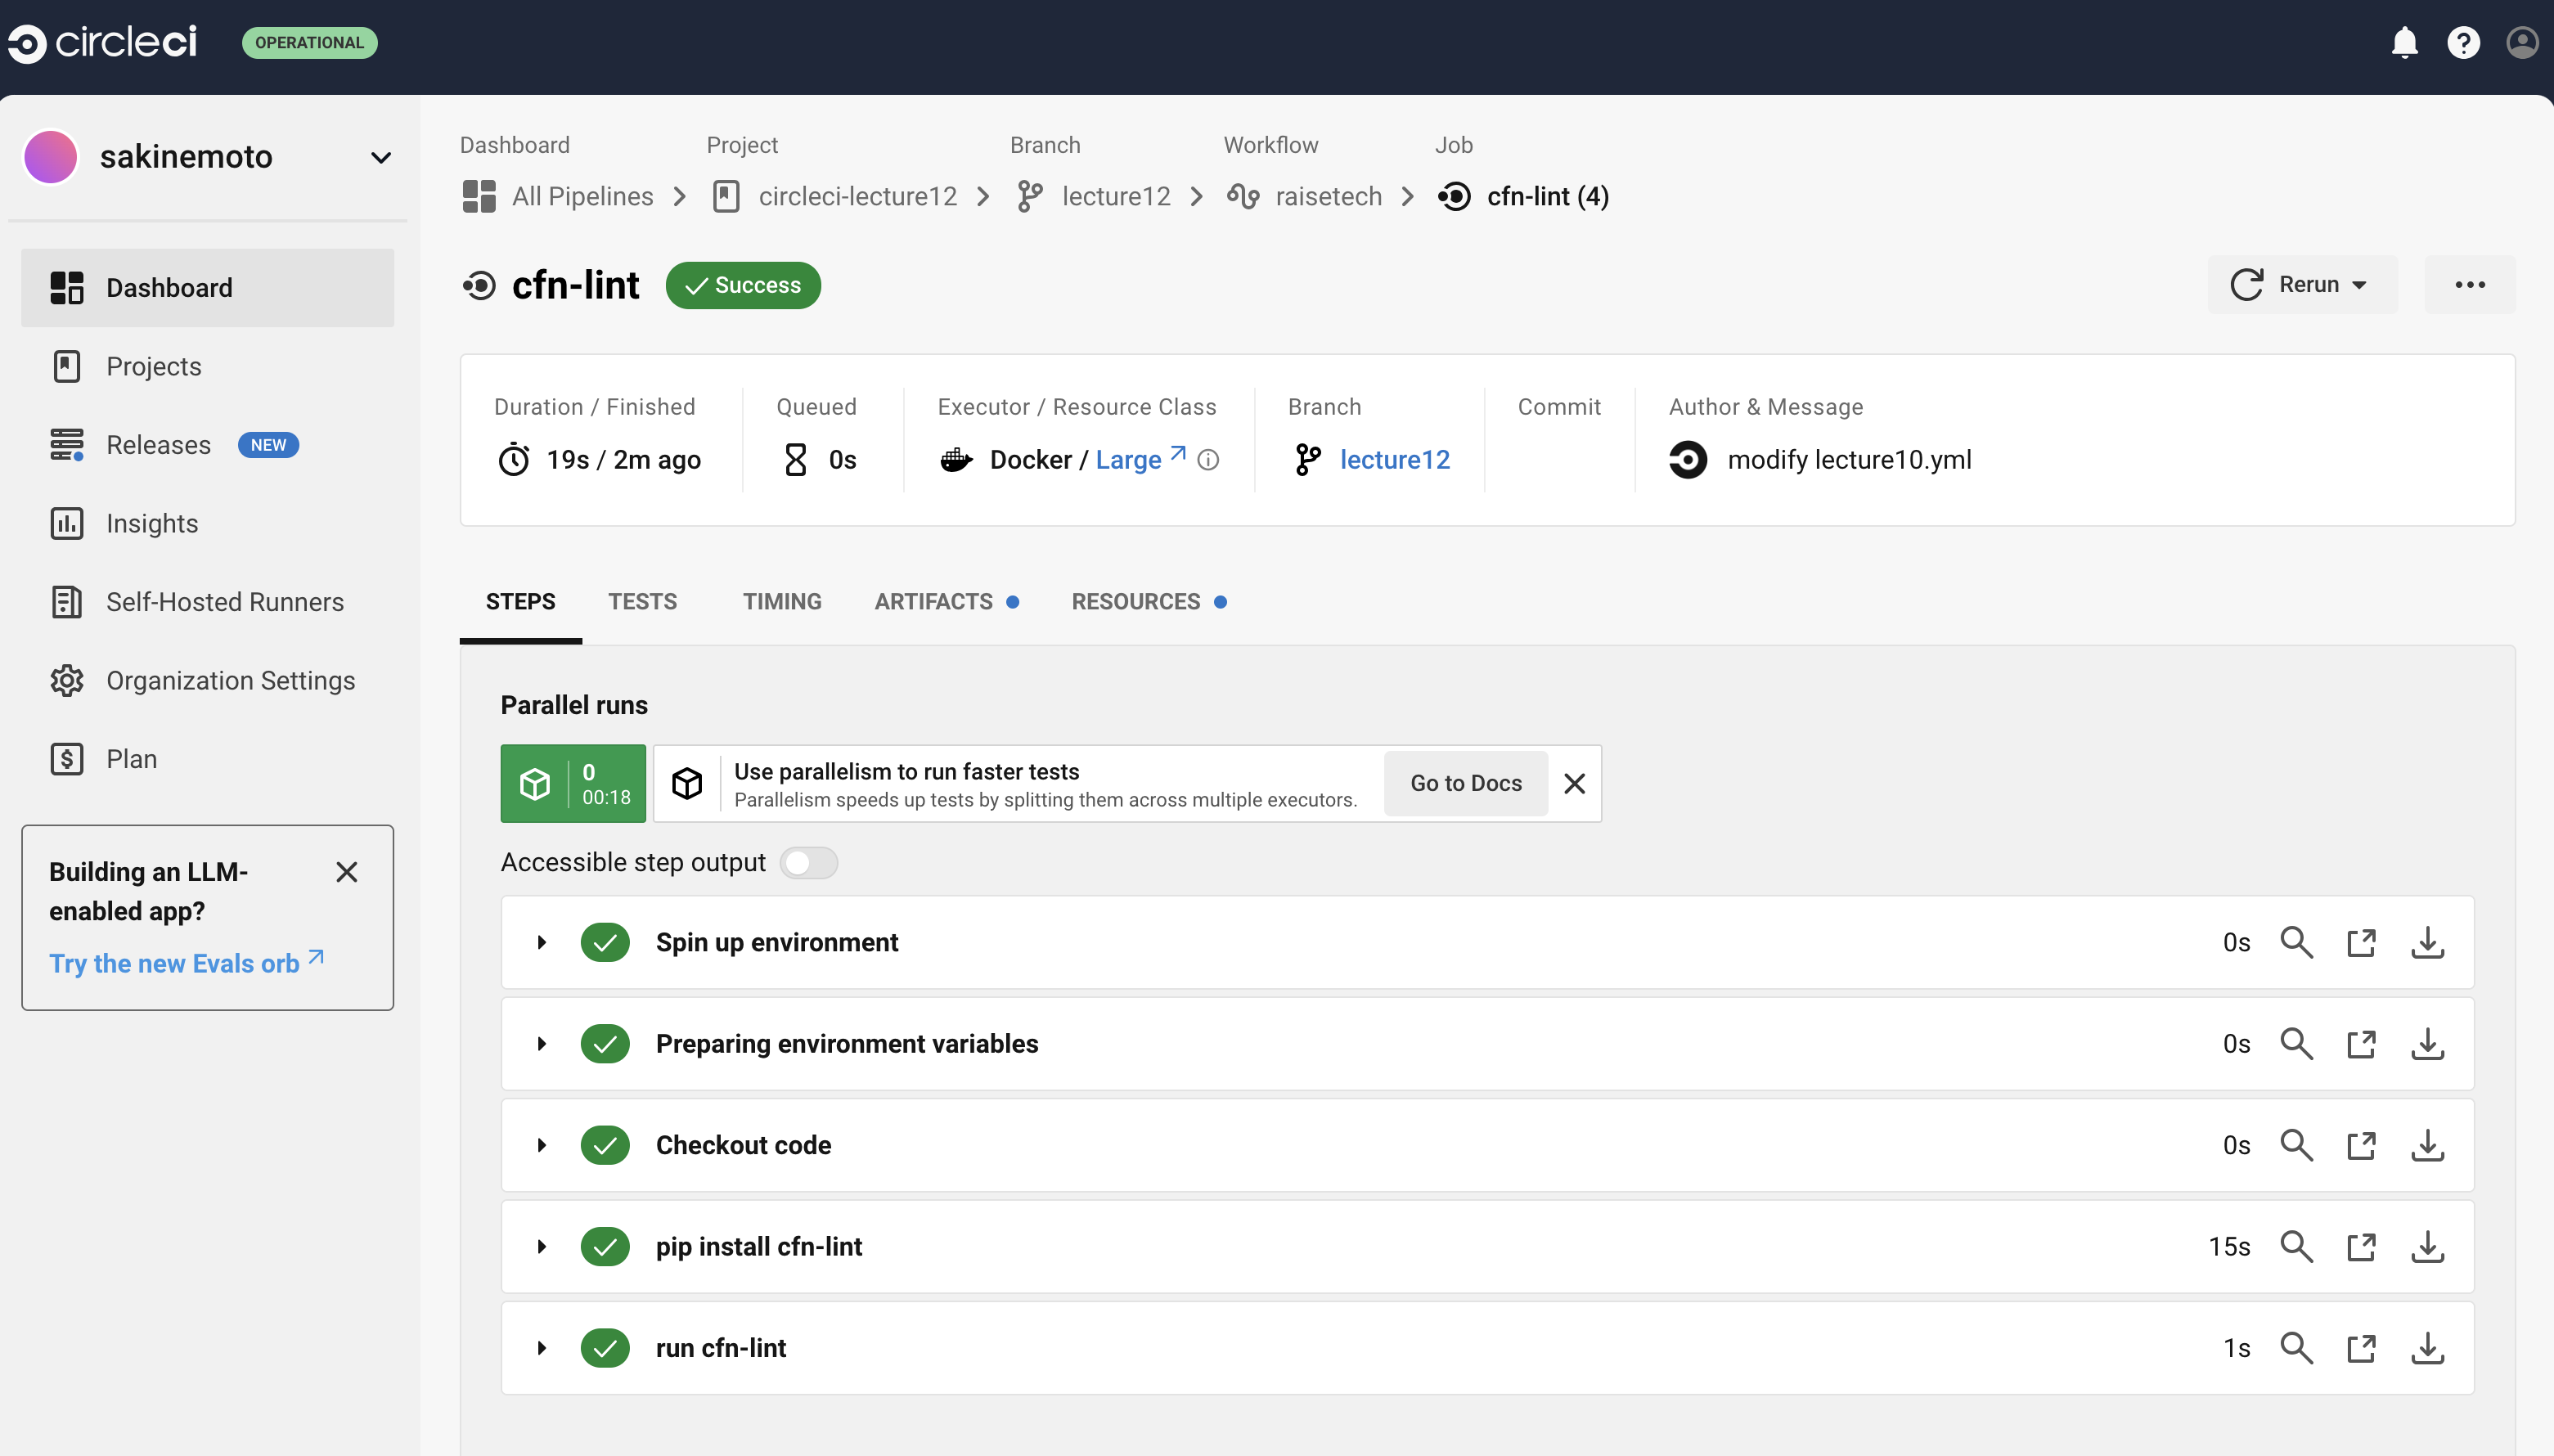 circleci
OPERATIONAL
sakinemoto
Dashboard
Projects
Releases NEW
Insights
Self-Hosted Runners
Organization Settings
Plan
Building an LLM-
enabled app?
Try the new Evals orb
Dashboard Project Branch Workflow Job
All Pipelines circleci-lecture12 lecture12 raisetech cfn-lint (4)
cfn-lint Success
Rerun
Duration / Finished Queued Executor / Resource Class Branch Commit Author & Message
19s / 2m ago 0s Docker / Large lecture12 modify lecture10.yml
STEPS TESTS TIMING ARTIFACTS RESOURCES
Parallel runs
0
00:18
Use parallelism to run faster tests
Parallelism speeds up tests by splitting them across multiple executors.
Go to Docs
Accessible step output
Spin up environment 0s
Preparing environment variables 0s
Checkout code 0s
pip install cfn-lint 15s
run cfn-lint 1s